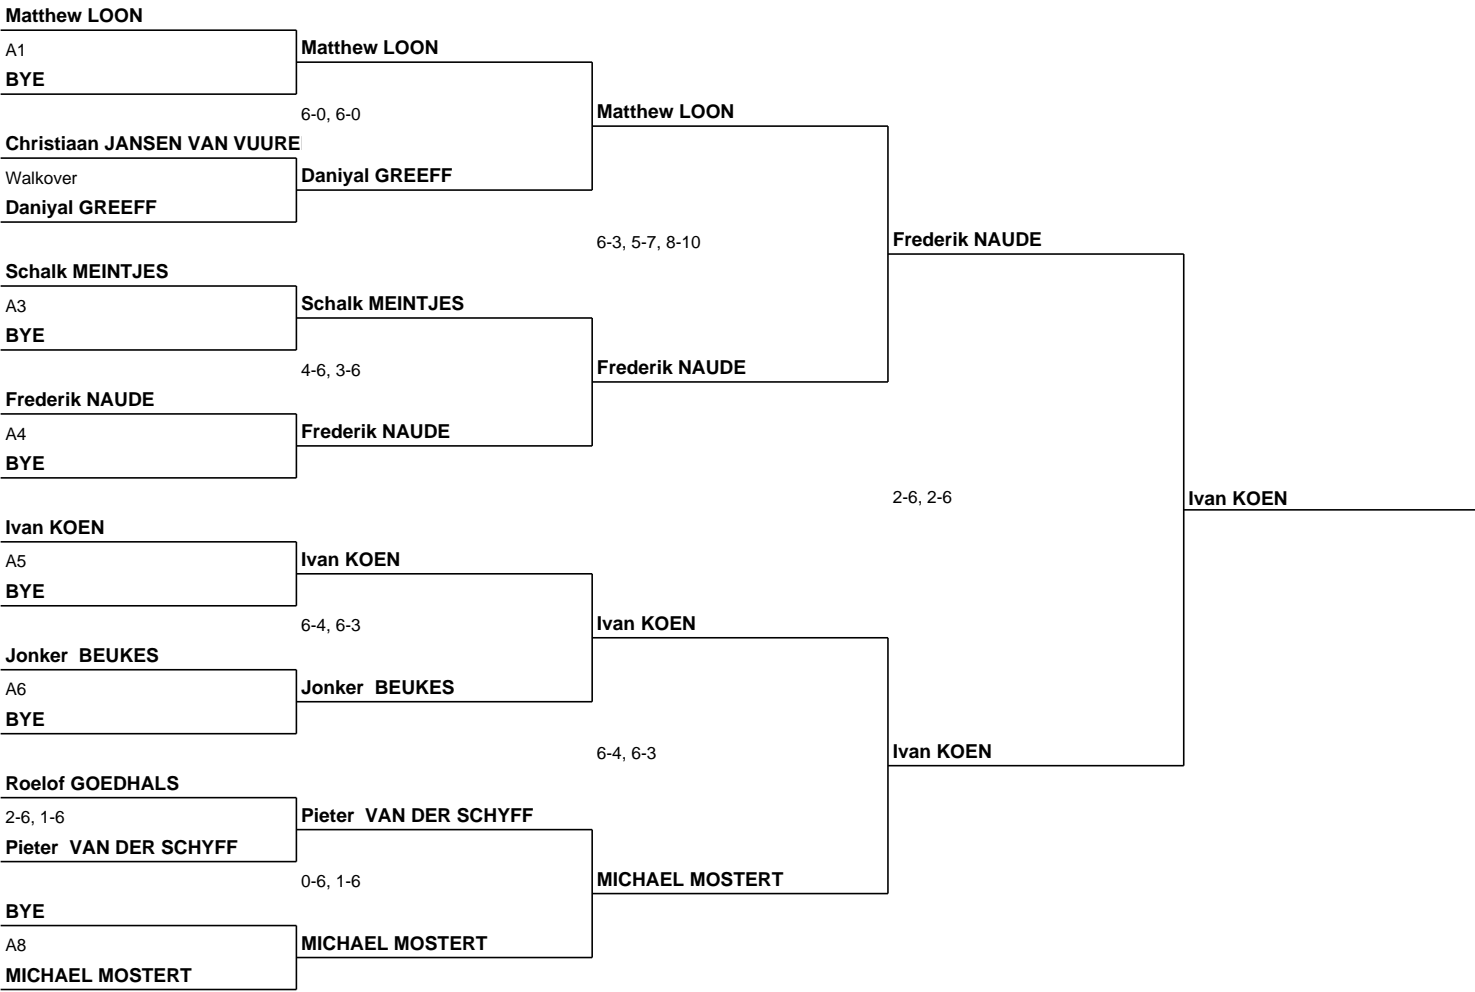 Matthew LOON
A1
BYE
Matthew LOON
6-0, 6-0
Christiaan JANSEN VAN VUURE
Walkover
Daniyal GREEFF
Daniyal GREEFF
Matthew LOON
6-3, 5-7, 8-10
Schalk MEINTJES
A3
BYE
Schalk MEINTJES
4-6, 3-6
Frederik NAUDE
A4
BYE
Frederik NAUDE
Frederik NAUDE
Frederik NAUDE
2-6, 2-6
Ivan KOEN
Ivan KOEN
A5
BYE
Ivan KOEN
6-4, 6-3
Jonker  BEUKES
A6
BYE
Jonker  BEUKES
Ivan KOEN
6-4, 6-3
Ivan KOEN
Roelof GOEDHALS
2-6, 1-6
Pieter  VAN DER SCHYFF
Pieter  VAN DER SCHYFF
0-6, 1-6
MICHAEL MOSTERT
BYE
A8
MICHAEL MOSTERT
MICHAEL MOSTERT